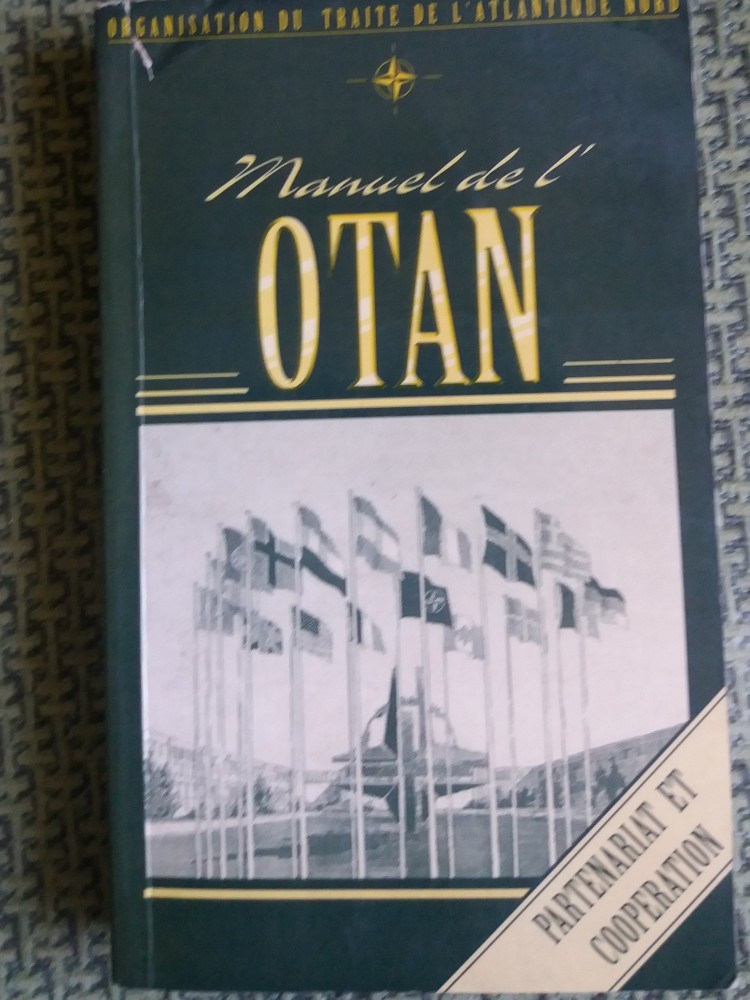 ORGANISATION DU TRAITE DE L'ATLANTIQUE NORD
Manuel de l'
OTAN
PARTENARIAT ET
COOPERATION